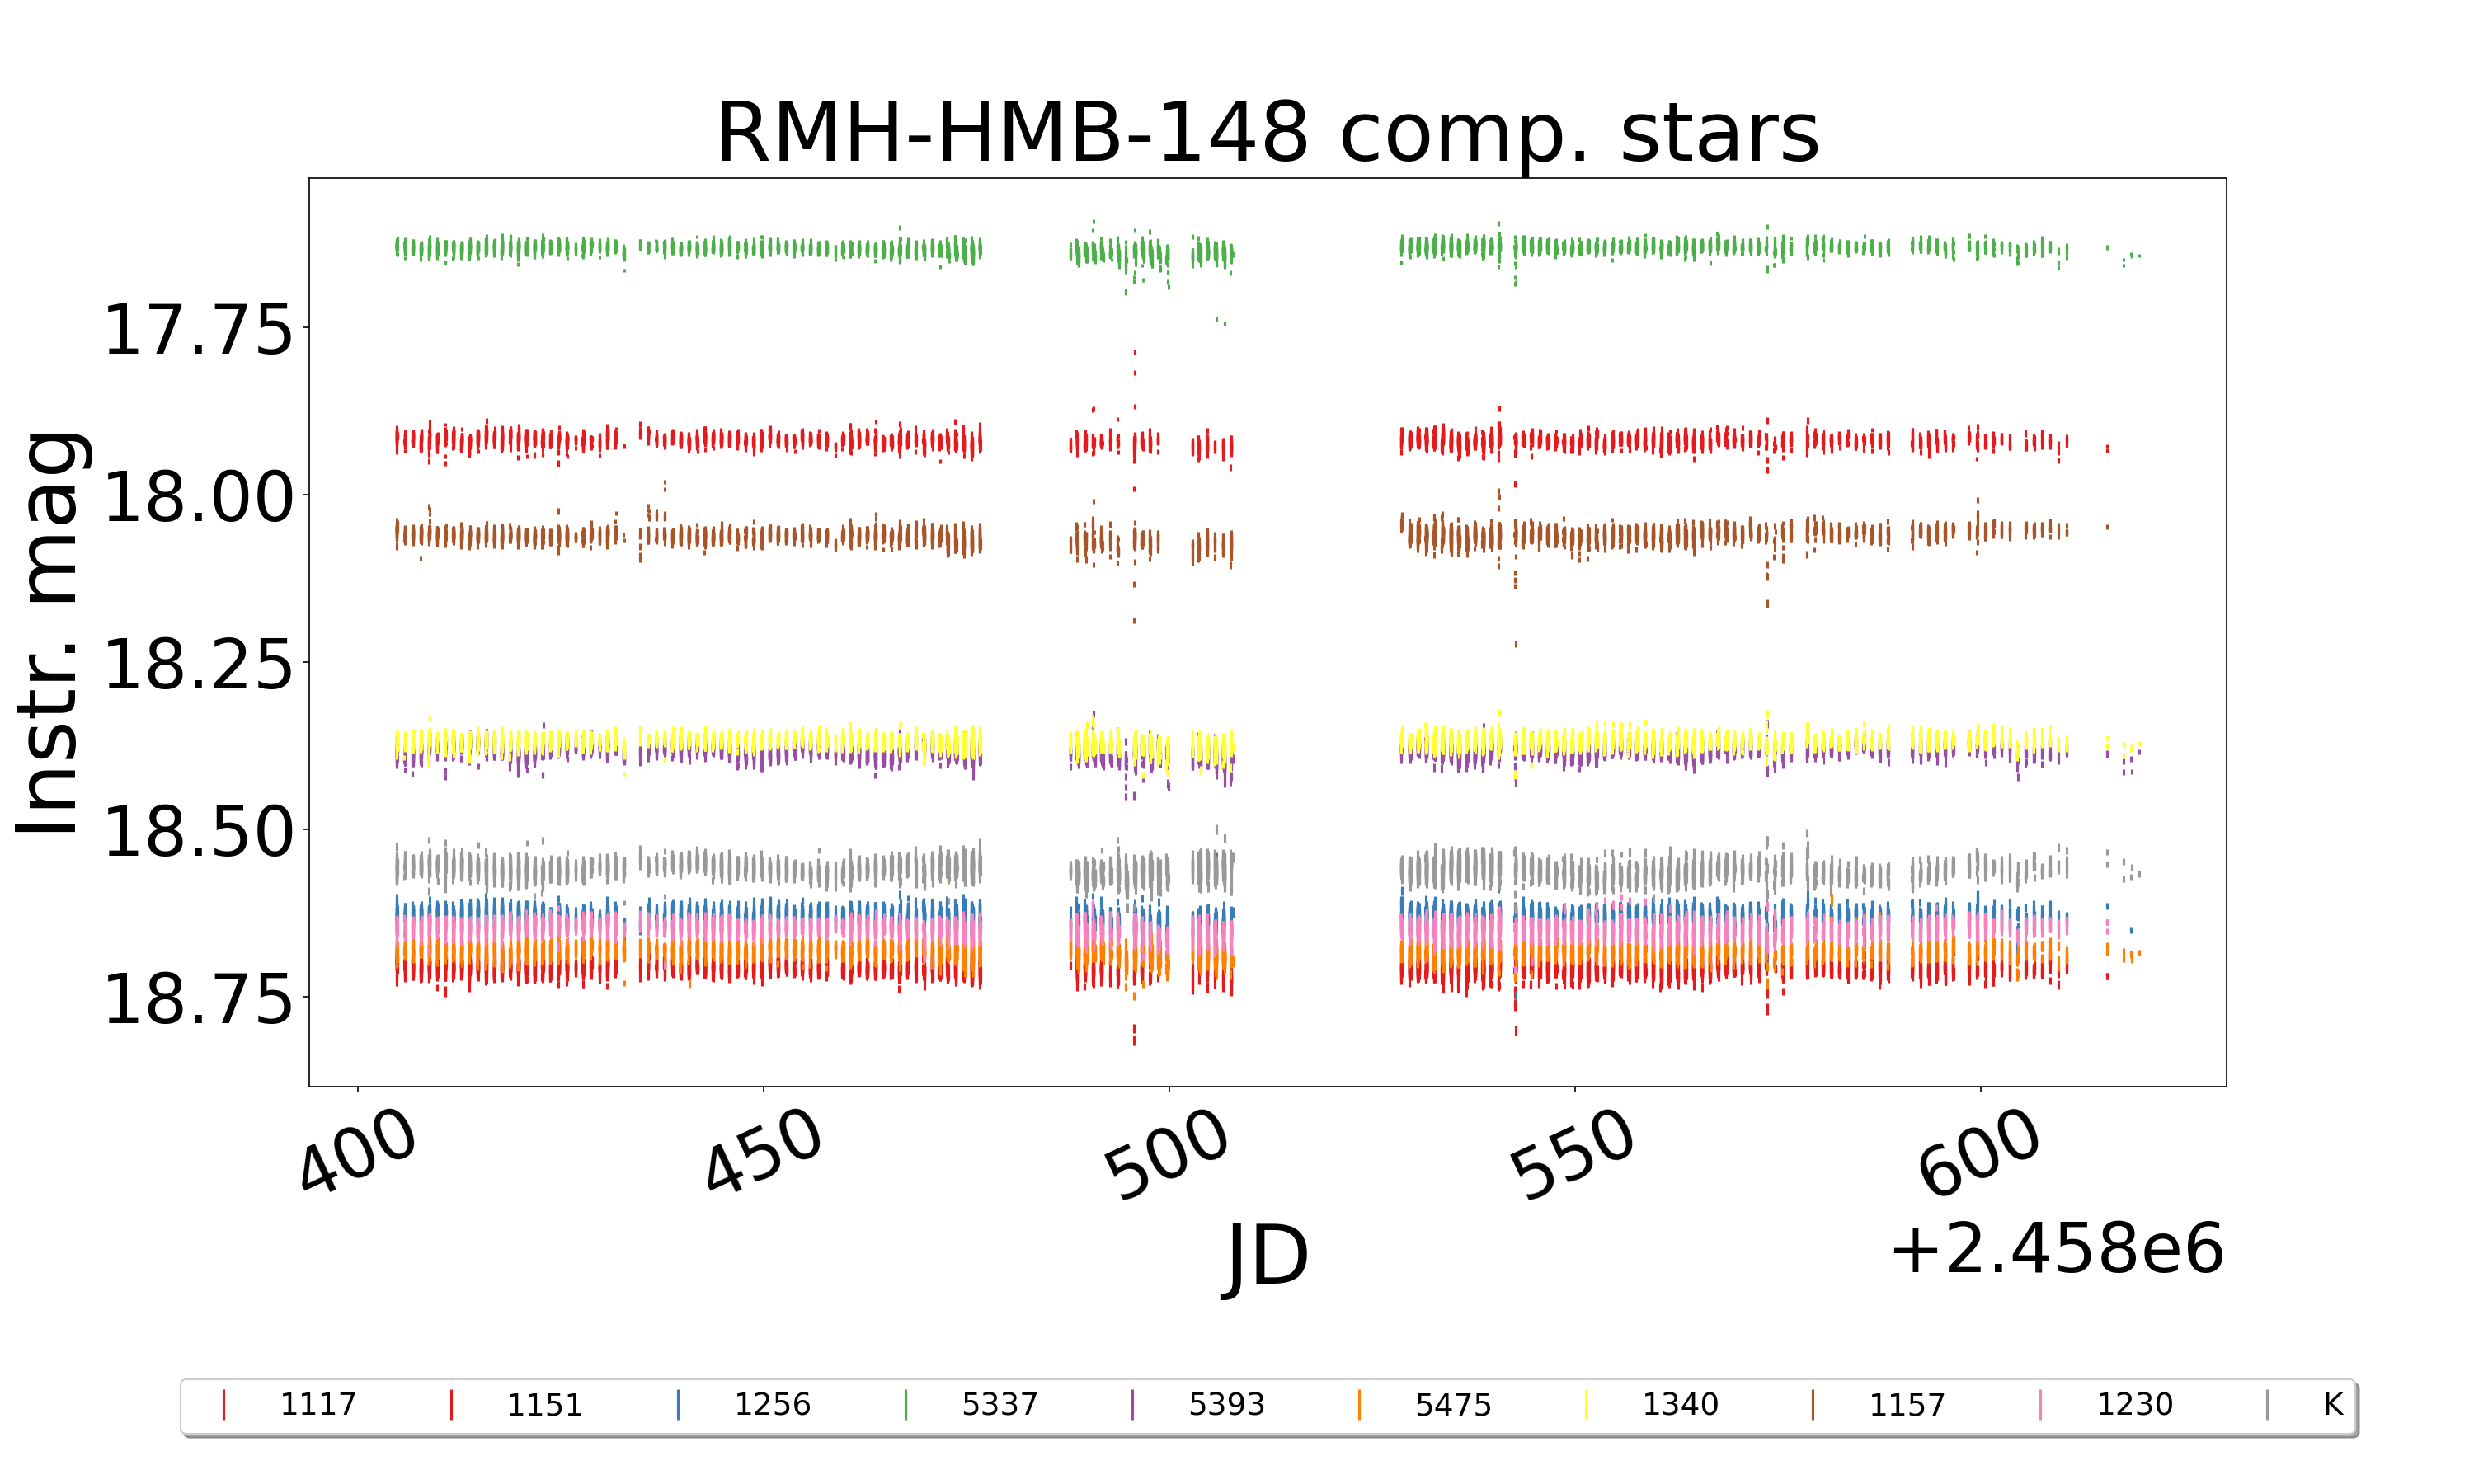 RMH-HMB-148 comp. stars
Instr. mag
17.75
18.00
18.25
18.50
18.75
400 450 500 550 600
JD
+2.458e6
1117 1151 1256 5337 5393 5475 1340 1157 1230 K